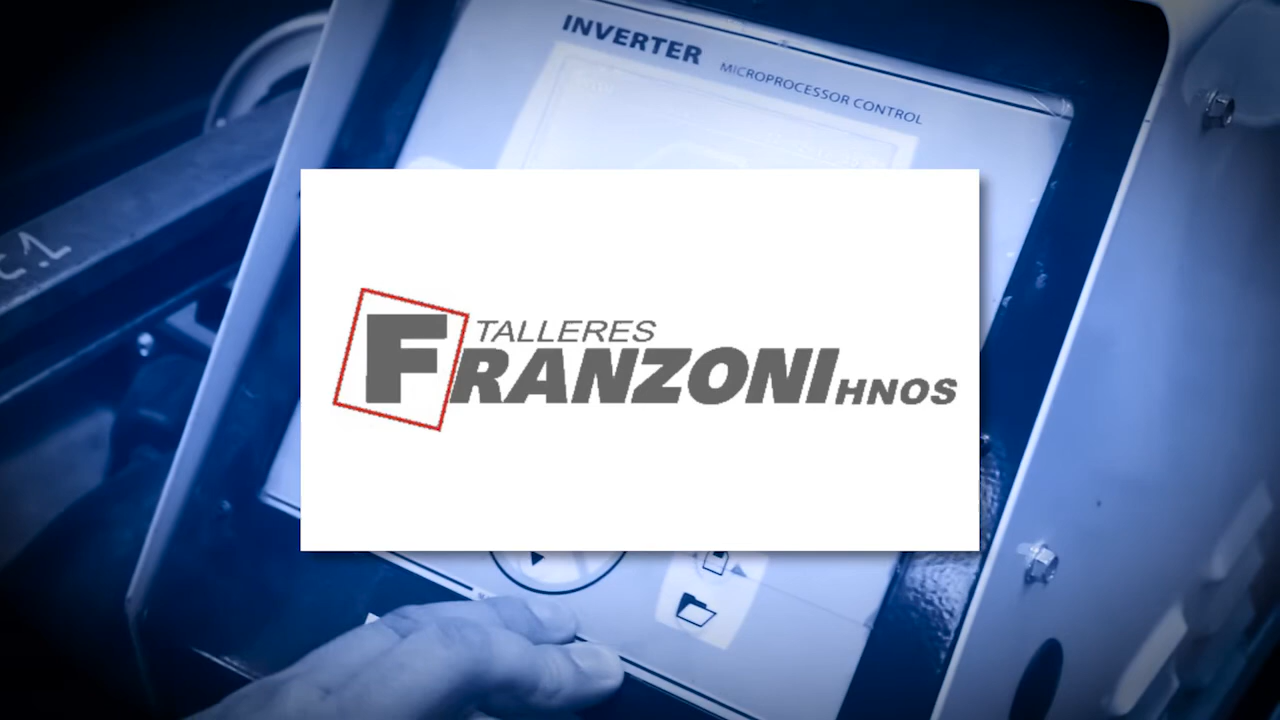 INVERTER
MICROPROCESSOR CONTROL
TALLERES
FRANZONI HNOS